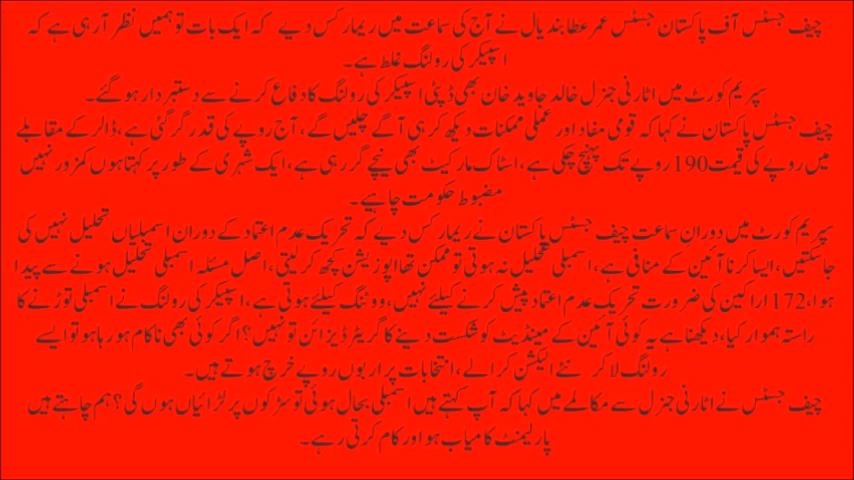 چیف جسٹس آف پاکستان جسٹس عمر عطا بندیال نے آج کی سماعت میں ریمارکس دیے کہ ایک بات تو ہمیں نظر آ رہی ہے کہ
اسپیکر کی رولنگ غلط ہے۔
سپریم کورٹ میں اٹارنی جنرل خالد جاوید خان بھی ڈپٹی اسپیکر کی رولنگ کا دفاع کرنے سے دستبردار ہو گئے۔
چیف جسٹس پاکستان نے کہا کہ قومی مفاد اور عملی ممکنات دیکھ کر ہی آگے چلیں گے، آج روپے کی قدر گر گئی ہے، ڈالر کے مقابلے
میں روپے کی قیمت 190 روپے تک پہنچ چکی ہے، اسٹاک مارکیٹ بھی نیچے گر رہی ہے، ایک شہری کے طور پر کہتا ہوں کمزور نہیں
مضبوط حکومت چاہیے۔
سپریم کورٹ میں دوران سماعت چیف جسٹس پاکستان نے ریمارکس دیے کہ تحریک عدم اعتماد کے دوران اسمبلیاں تحلیل نہیں کی
جاسکتیں، ایسا کرنا آئین کے منافی ہے، اسمبلی تحلیل نہ ہوتی تو ممکن تھا اپوزیشن کچھ کر لیتی، اصل مسئلہ اسمبلی تحلیل ہونے سے پیدا
ہوا، 172 اراکین کی ضرورت تحریک عدم اعتماد پیش کرنے کیلئے نہیں، ووٹنگ کیلئے ہوتی ہے، اسپیکر کی رولنگ نے اسمبلی توڑنے کا
راستہ ہموار کیا، دیکھنا ہے یہ کوئی آئین کے مینڈیٹ کو شکست دینے کا گریٹر ڈیزائن تو نہیں؟ اگر کوئی بھی ناکام ہو رہا ہو تو ایسے
رولنگ لا کر نئے الیکشن کرا لے، انتخابات پر اربوں روپے خرچ ہوتے ہیں۔
چیف جسٹس نے اٹارنی جنرل سے مکالمے میں کہا کہ آپ کہتے ہیں اسمبلی بحال ہوئی تو سڑکوں پر لڑائیاں ہوں گی؟ ہم چاہتے ہیں
پارلیمنٹ کامیاب ہو اور کام کرتی رہے۔